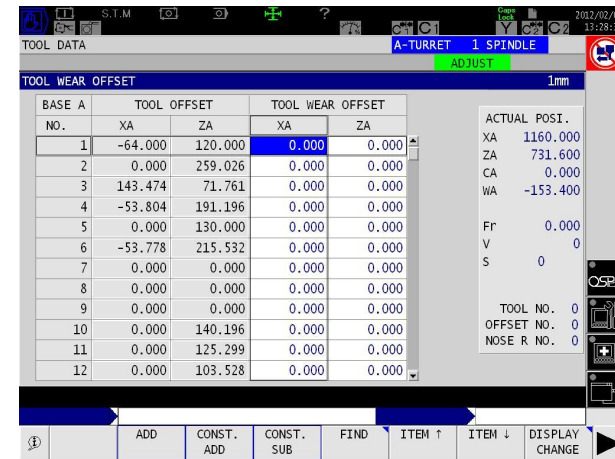 S.T.M
?
Caps Lock
2012/02/0
C1
Y
C2
13:28:
TOOL DATA
A-TURRET 1 SPINDLE
ADJUST
TOOL WEAR OFFSET 1mm
BASE A TOOL OFFSET TOOL WEAR OFFSET
NO. XA ZA XA ZA
1 -64.000 120.000 0.000 0.000
2 0.000 259.026 0.000 0.000
3 143.474 71.761 0.000 0.000
4 -53.804 191.196 0.000 0.000
5 0.000 130.000 0.000 0.000
6 -53.778 215.532 0.000 0.000
7 0.000 0.000 0.000 0.000
8 0.000 0.000 0.000 0.000
9 0.000 0.000 0.000 0.000
10 0.000 140.196 0.000 0.000
11 0.000 125.299 0.000 0.000
12 0.000 103.528 0.000 0.000
ACTUAL POSI.
XA 1160.000
ZA 731.600
CA 0.000
WA -153.400
Fr 0.000
V 0
S 0
TOOL NO. 0
OFFSET NO. 0
NOSE R NO. 0
OSP
ADD
CONST. ADD
CONST. SUB
FIND
ITEM ↑
ITEM ↓
DISPLAY CHANGE